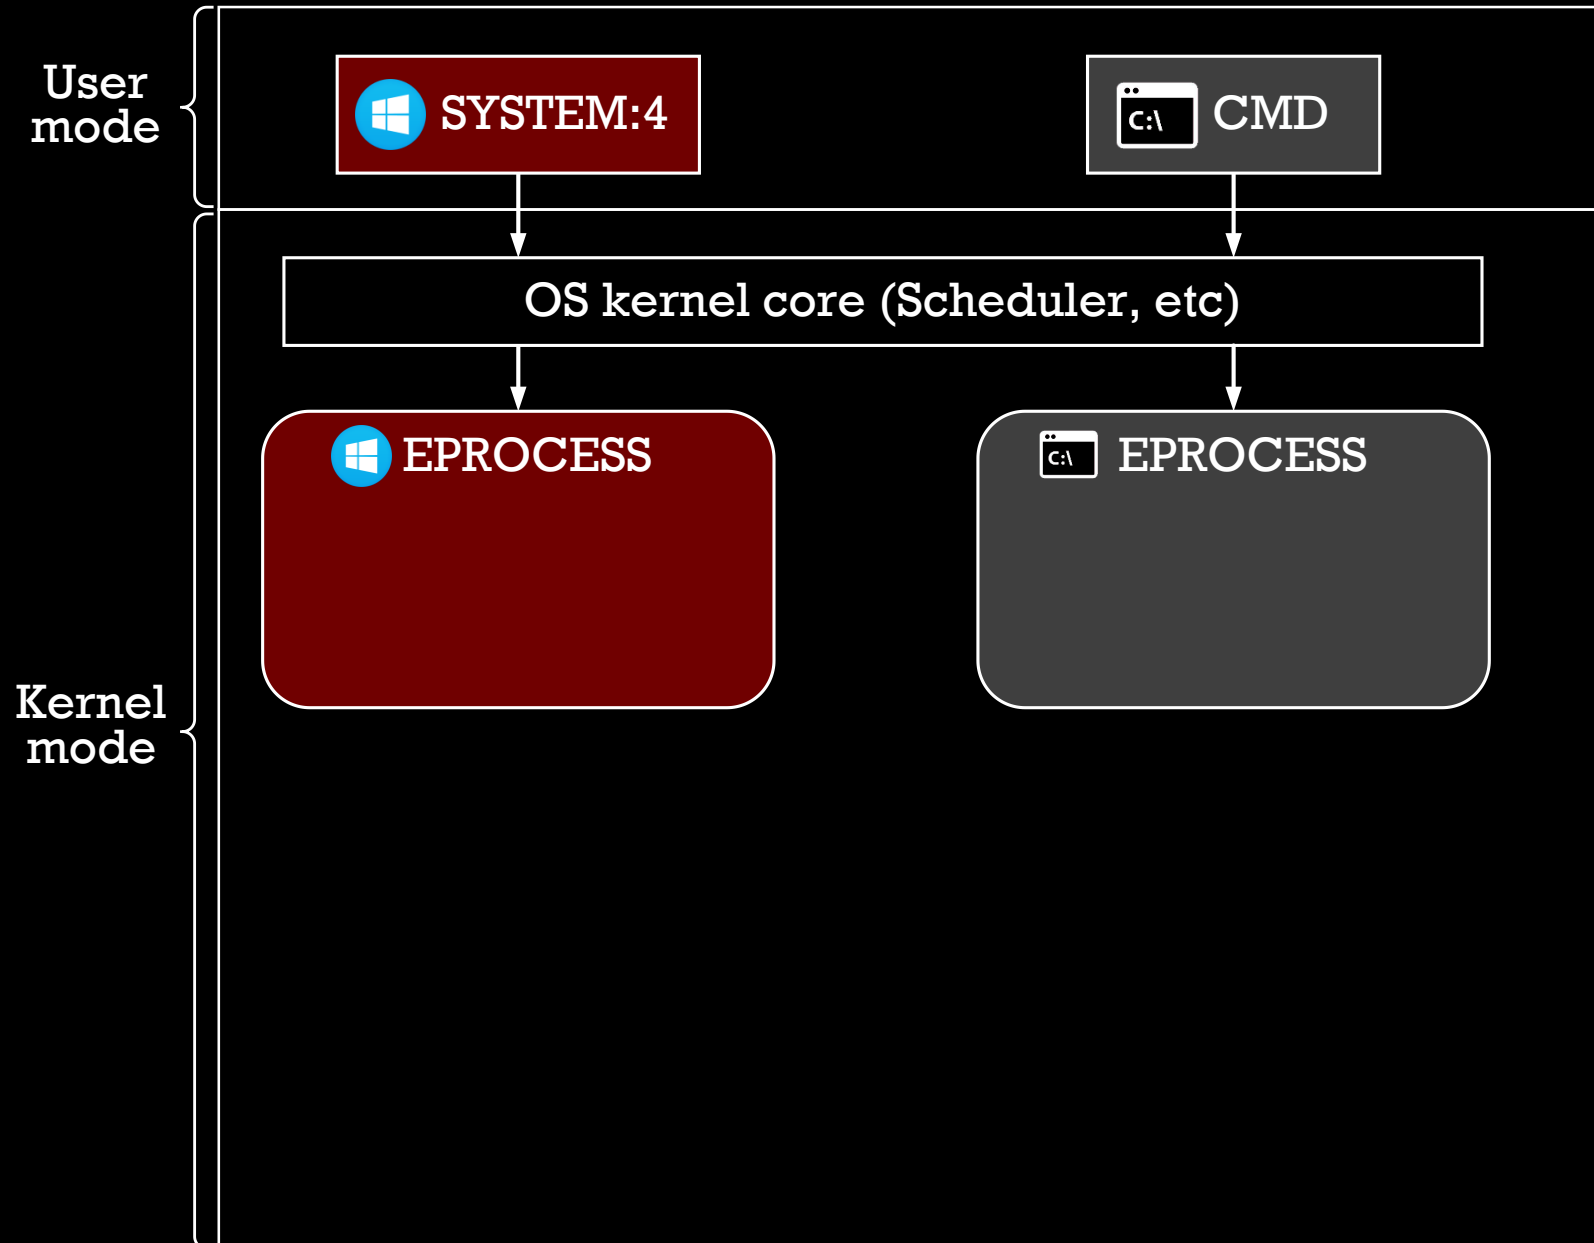 User
mode
SYSTEM:4
C:\ CMD
OS kernel core (Scheduler, etc)
EPROCESS
C:\ EPROCESS
Kernel
mode